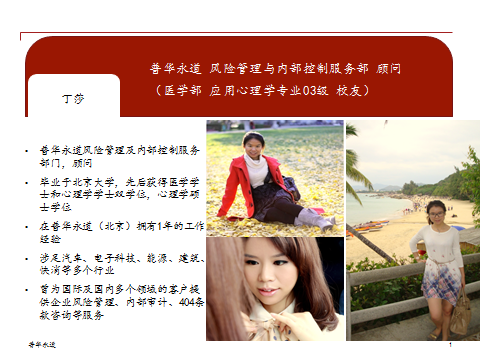 普华永道 风险管理与内部控制服务部 顾问
（医学部 应用心理学专业03级 校友）
丁莎
• 普华永道风险管理及内部控制服务
部门，顾问
• 毕业于北京大学，先后获得医学学
士和心理学学士双学位，心理学硕
士学位
• 在普华永道（北京）拥有1年的工作
经验
• 涉足汽车、电子科技、能源、建筑、
快消等多个行业
• 曾为国际及国内多个领域的客户提
供企业风险管理、内部审计、404条
款咨询等服务
普华永道
1